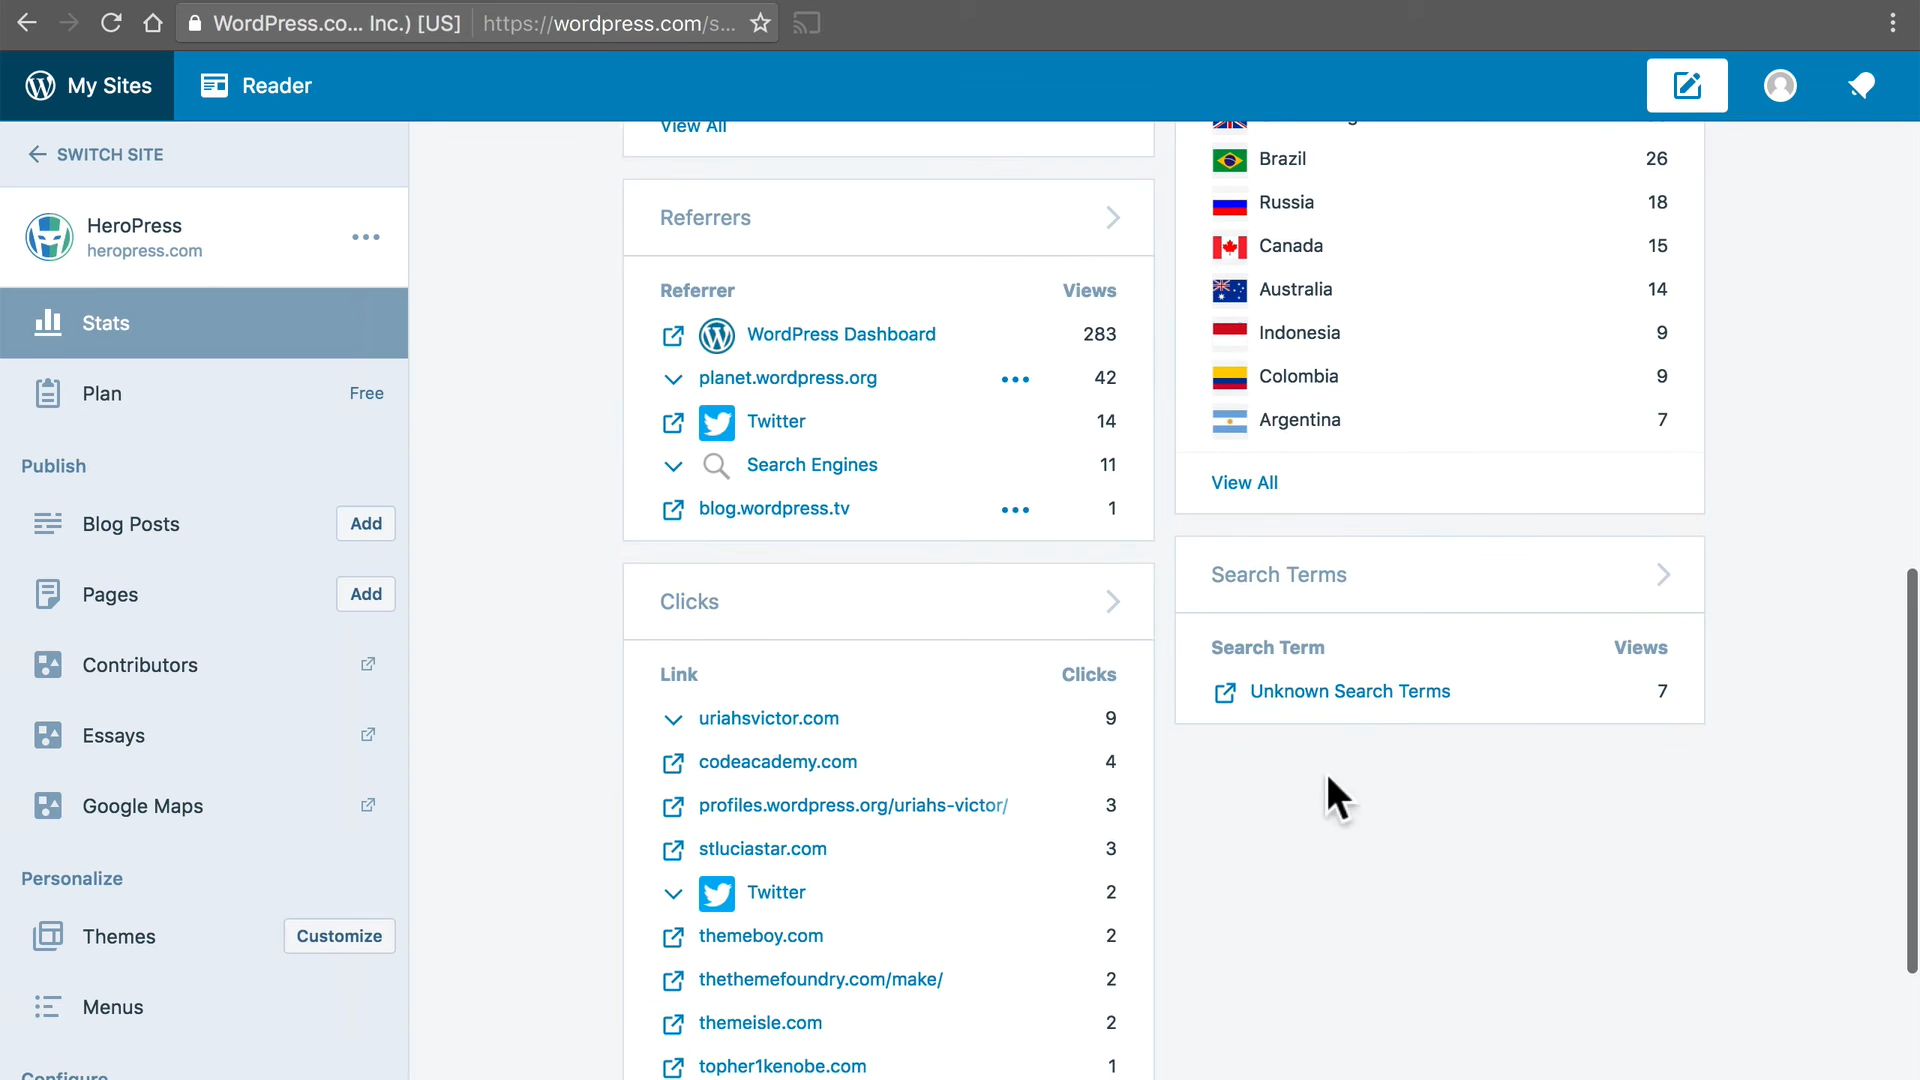 WordPress.co... Inc.) [US] https://wordpress.com/s...
My Sites
Reader
SWITCH SITE
HeroPress
heropress.com
Stats
Plan Free
Publish
Blog Posts Add
Pages Add
Contributors
Essays
Google Maps
Personalize
Themes Customize
Menus
Configure
View All
Referrers
Referrer Views
WordPress Dashboard 283
planet.wordpress.org 42
Twitter 14
Search Engines 11
blog.wordpress.tv 1
Clicks
Link Clicks
uriahsvictor.com 9
codeacademy.com 4
profiles.wordpress.org/uriahs-victor/ 3
stluciastar.com 3
Twitter 2
themeboy.com 2
thethemefoundry.com/make/ 2
themeisle.com 2
topher1kenobe.com 1
Brazil 26
Russia 18
Canada 15
Australia 14
Indonesia 9
Colombia 9
Argentina 7
View All
Search Terms
Search Term Views
Unknown Search Terms 7